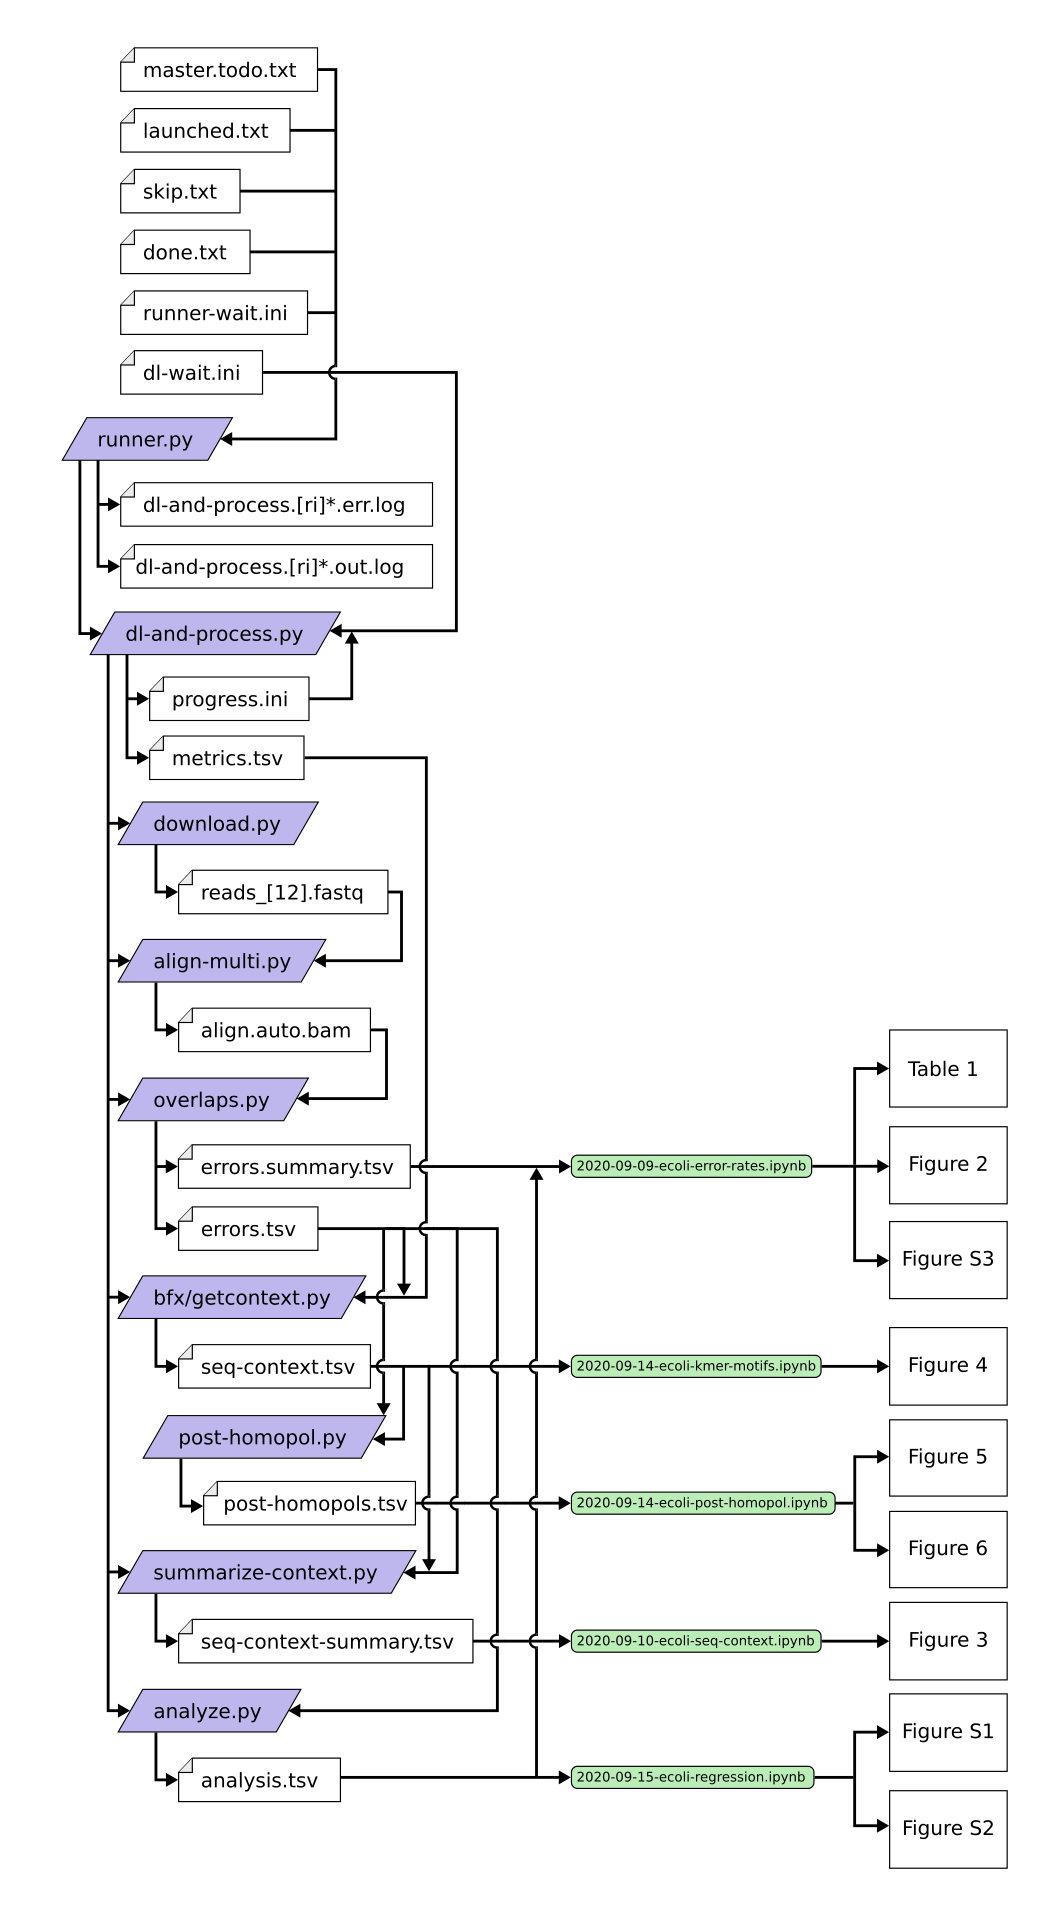 master.todo.txt
launched.txt
skip.txt
done.txt
runner-wait.ini
dl-wait.ini
runner.py
dl-and-process.[ri]*.err.log
dl-and-process.[ri]*.out.log
dl-and-process.py
progress.ini
metrics.tsv
download.py
reads_[12].fastq
align-multi.py
align.auto.bam
overlaps.py
errors.summary.tsv
errors.tsv
bfx/getcontext.py
seq-context.tsv
post-homopol.py
post-homopols.tsv
summarize-context.py
seq-context-summary.tsv
analyze.py
analysis.tsv
2020-09-09-ecoli-error-rates.ipynb
2020-09-14-ecoli-kmer-motifs.ipynb
2020-09-14-ecoli-post-homopol.ipynb
2020-09-10-ecoli-seq-context.ipynb
2020-09-15-ecoli-regression.ipynb
Table 1
Figure 2
Figure S3
Figure 4
Figure 5
Figure 6
Figure 3
Figure S1
Figure S2